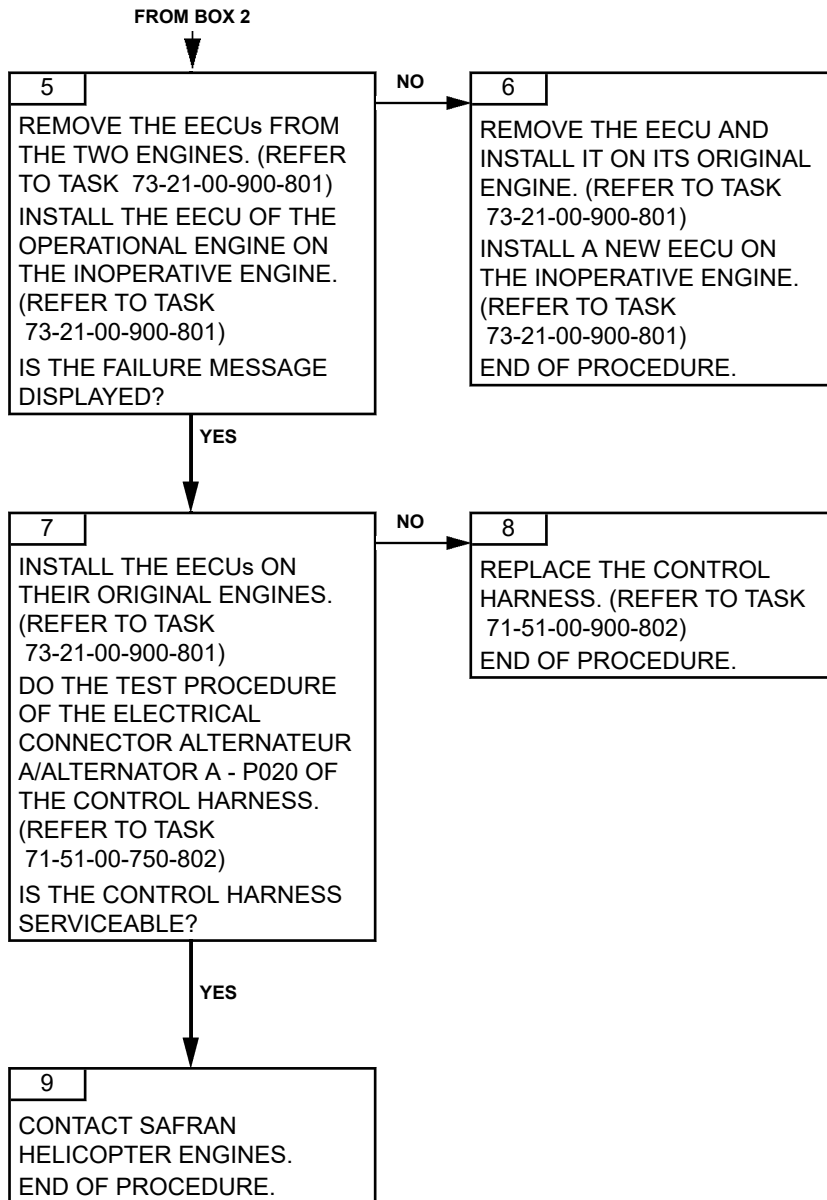 FROM BOX 2
5
REMOVE THE EECUs FROM
THE TWO ENGINES. (REFER
TO TASK 73-21-00-900-801)
INSTALL THE EECU OF THE
OPERATIONAL ENGINE ON
THE INOPERATIVE ENGINE.
(REFER TO TASK
73-21-00-900-801)
IS THE FAILURE MESSAGE
DISPLAYED?
NO
6
REMOVE THE EECU AND
INSTALL IT ON ITS ORIGINAL
ENGINE. (REFER TO TASK
73-21-00-900-801)
INSTALL A NEW EECU ON
THE INOPERATIVE ENGINE.
(REFER TO TASK
73-21-00-900-801)
END OF PROCEDURE.
YES
7
INSTALL THE EECUs ON
THEIR ORIGINAL ENGINES.
(REFER TO TASK
73-21-00-900-801)
DO THE TEST PROCEDURE
OF THE ELECTRICAL
CONNECTOR ALTERNATEUR
A/ALTERNATOR A - P020 OF
THE CONTROL HARNESS.
(REFER TO TASK
71-51-00-750-802)
IS THE CONTROL HARNESS
SERVICEABLE?
NO
8
REPLACE THE CONTROL
HARNESS. (REFER TO TASK
71-51-00-900-802)
END OF PROCEDURE.
YES
9
CONTACT SAFRAN
HELICOPTER ENGINES.
END OF PROCEDURE.